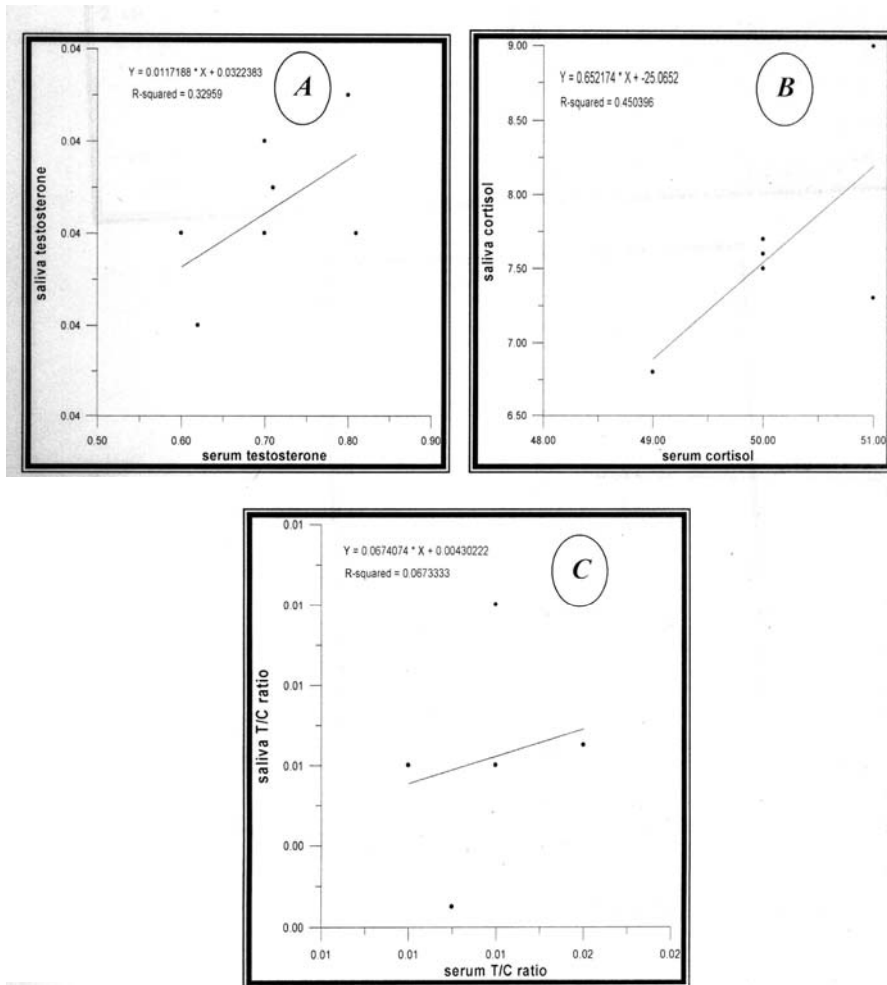 Y = 0.0117188 * X + 0.0322383
R-squared = 0.32959
A
0.04
0.04
0.04
0.04
0.04
saliva testosterone
0.50 0.60 0.70 0.80 0.90
serum testosterone
Y = 0.652174 * X + -25.0652
R-squared = 0.450396
B
9.00
8.50
8.00
7.50
7.00
6.50
saliva cortisol
48.00 49.00 50.00 51.00
serum cortisol
Y = 0.0674074 * X + 0.00430222
R-squared = 0.0673333
C
0.01
0.01
0.01
0.01
0.00
0.00
saliva T/C ratio
0.01 0.01 0.01 0.02 0.02
serum T/C ratio